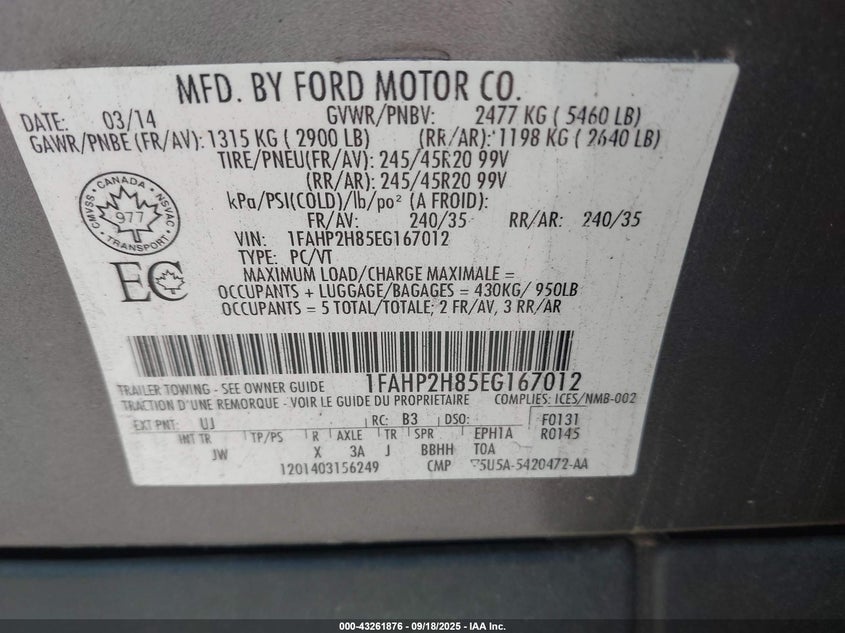 MFD. BY FORD MOTOR CO.
DATE: 03/14 GVWR/PNBV: 2477 KG ( 5460 LB)
GAWR/PNBE (FR/AV): 1315 KG ( 2900 LB) (RR/AR): 1198 KG ( 2640 LB)
TIRE/PNEU(FR/AV): 245/45R20 99V
(RR/AR): 245/45R20 99V
kPa/PSI(COLD)/lb/po² (A FROID):
FR/AV: 240/35 RR/AR: 240/35
CANADA CMVSS NSVAC 977 TRANSPORT
VIN: 1FAHP2H85EG167012
TYPE: PC/VT
EC
MAXIMUM LOAD/CHARGE MAXIMALE =
OCCUPANTS + LUGGAGE/BAGAGES = 430KG/ 950LB
OCCUPANTS = 5 TOTAL/TOTALE; 2 FR/AV, 3 RR/AR
1FAHP2H85EG167012
TRAILER TOWING - SEE OWNER GUIDE
TRACTION D'UNE REMORQUE - VOIR LE GUIDE DU PROPRIETAIRE COMPLIES: ICES/NMB-002
EXT PNT: UJ RC: B3 DSO: F0131
INT TR TP/PS R AXLE TR SPR EPH1A R0145
JW X 3A J BBHH T0A
1201403156249 CMP 5U5A-5420472-AA
000-43261876 - 09/18/2025 - IAA Inc.